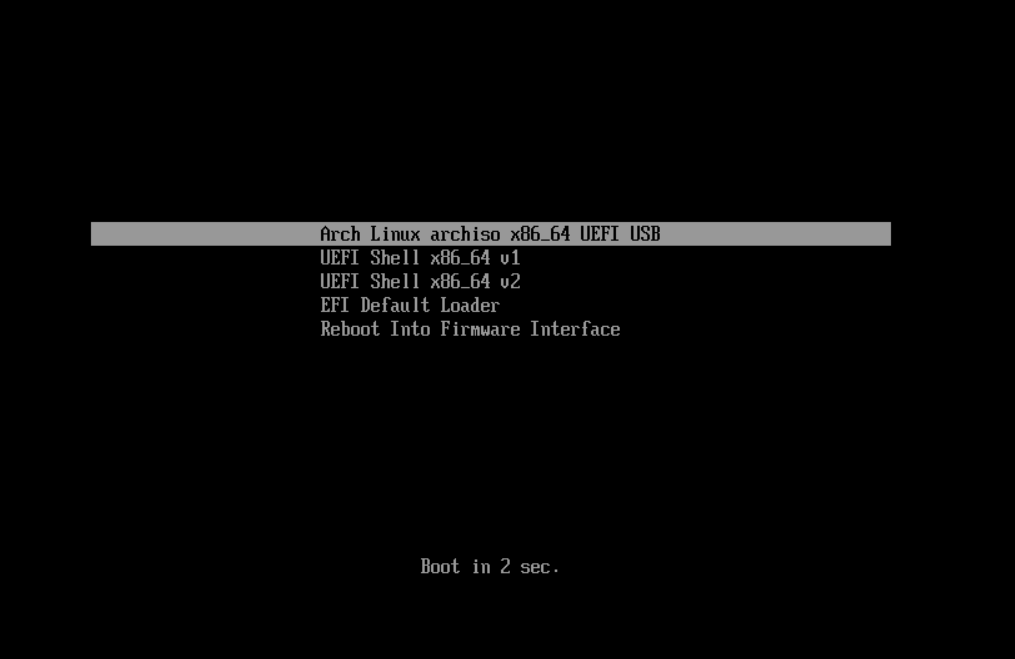 Arch Linux archiso x86_64 UEFI USB
UEFI Shell x86_64 v1
UEFI Shell x86_64 v2
EFI Default Loader
Reboot Into Firmware Interface
Boot in 2 sec.